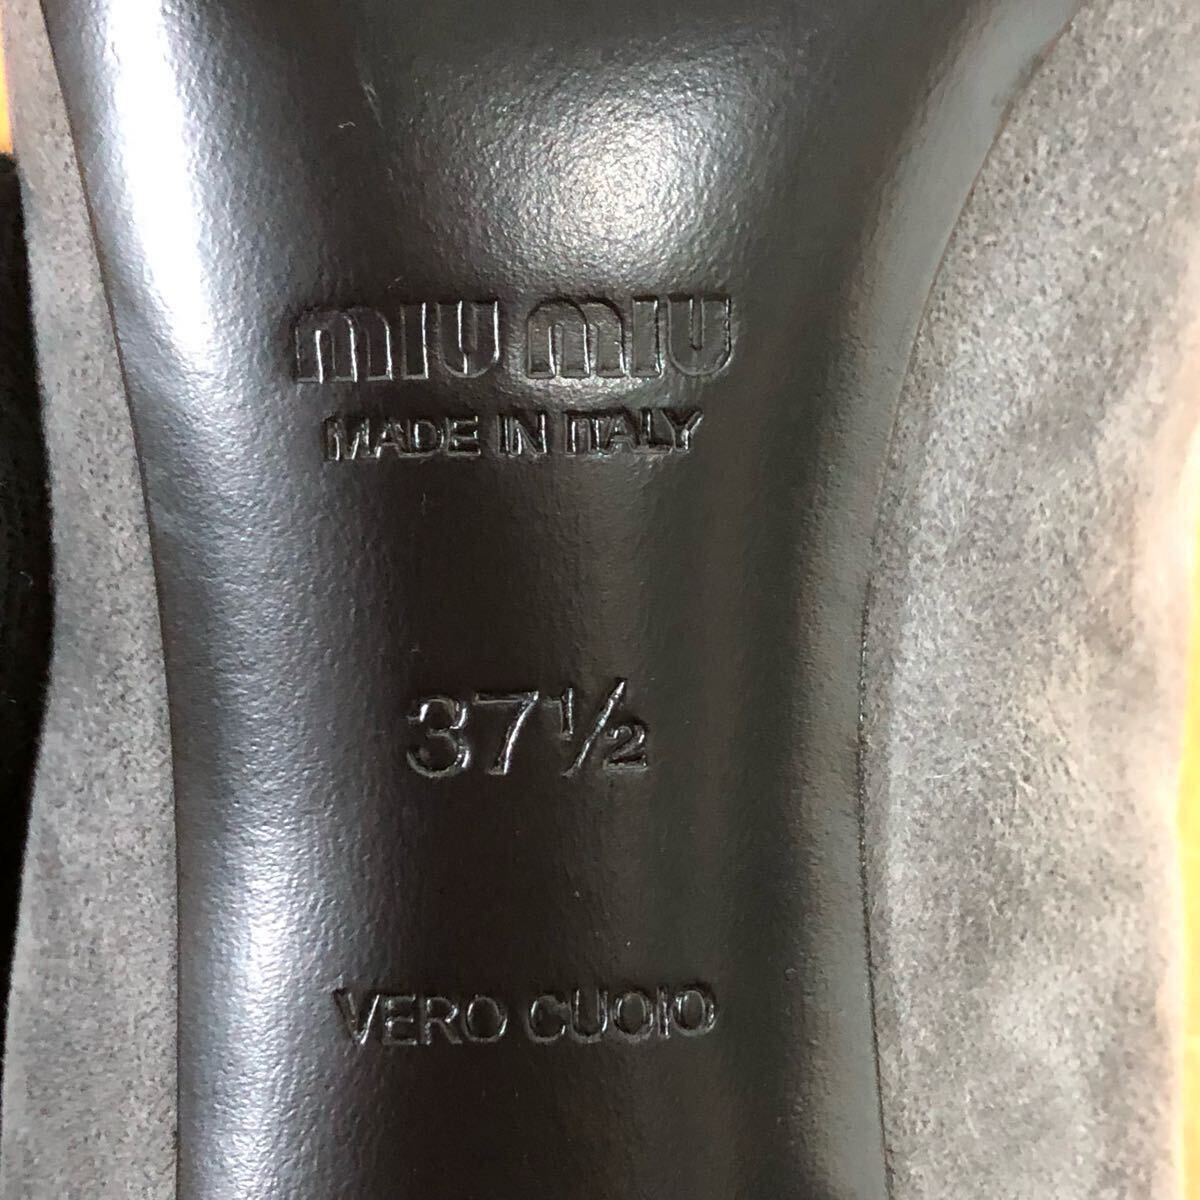 miu miu
MADE IN ITALY
37½
VERO CUOIO